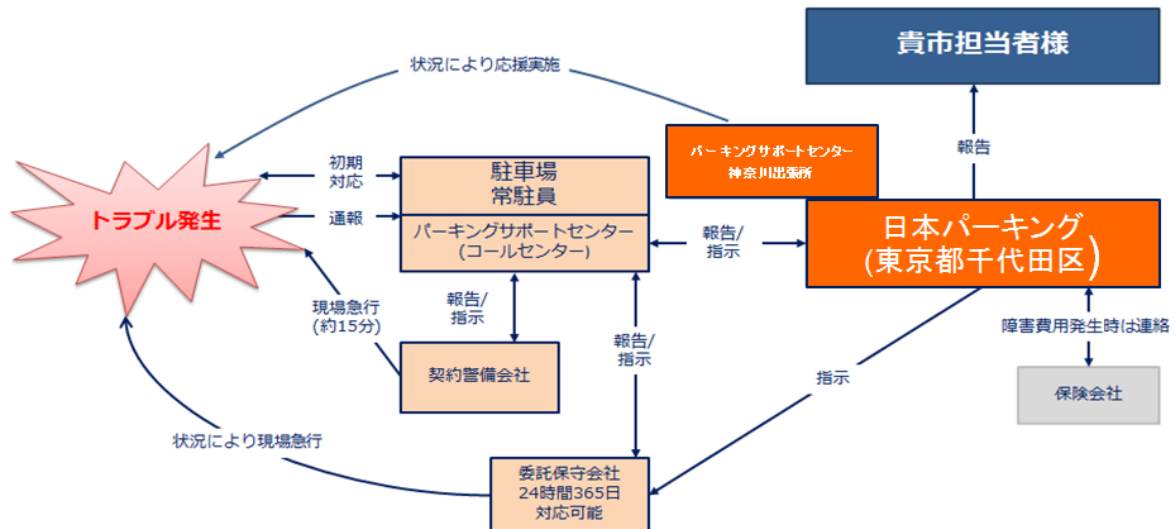 貴市担当者様
状況により応援実施
パーキングサポートセンター
神奈川出張所
報告
初期
対応
駐車場
常駐員
トラブル発生
通報
パーキングサポートセンター
(コールセンター)
報告/
指示
日本パーキング
(東京都千代田区)
現場急行
(約15分)
報告/
指示
報告/
指示
障害費用発生時は連絡
契約警備会社
指示
保険会社
状況により現場急行
委託保守会社
24時間365日
対応可能